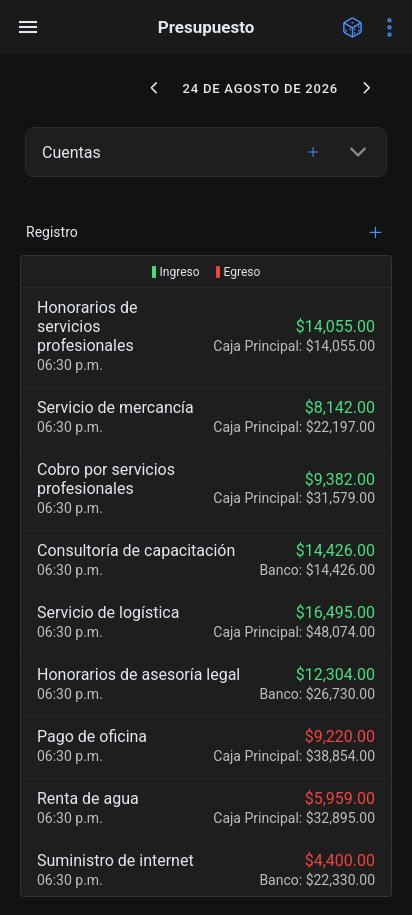 Presupuesto
24 DE AGOSTO DE 2026
Cuentas
Registro
Ingreso Egreso
Honorarios de
servicios
profesionales
06:30 p.m.
$14,055.00
Caja Principal: $14,055.00
Servicio de mercancía
06:30 p.m.
$8,142.00
Caja Principal: $22,197.00
Cobro por servicios
profesionales
06:30 p.m.
$9,382.00
Caja Principal: $31,579.00
Consultoría de capacitación
06:30 p.m.
$14,426.00
Banco: $14,426.00
Servicio de logística
06:30 p.m.
$16,495.00
Caja Principal: $48,074.00
Honorarios de asesoría legal
06:30 p.m.
$12,304.00
Banco: $26,730.00
Pago de oficina
06:30 p.m.
$9,220.00
Caja Principal: $38,854.00
Renta de agua
06:30 p.m.
$5,959.00
Caja Principal: $32,895.00
Suministro de internet
06:30 p.m.
$4,400.00
Banco: $22,330.00